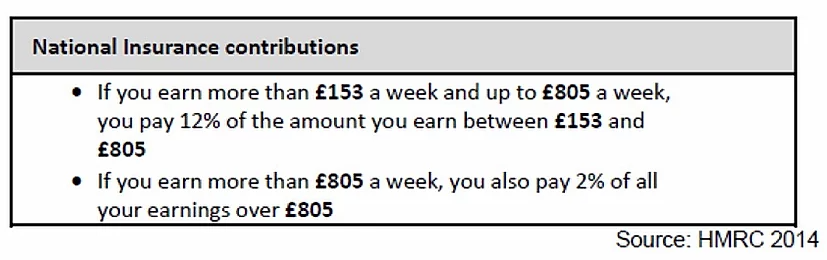 National Insurance contributions
• If you earn more than £153 a week and up to £805 a week,
you pay 12% of the amount you earn between £153 and
£805
• If you earn more than £805 a week, you also pay 2% of all
your earnings over £805
Source: HMRC 2014